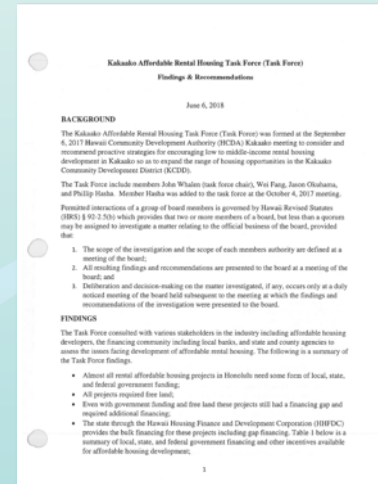 Kakaako Affordable Rental Housing Task Force (Task Force)
Findings & Recommendations
June 6, 2018
BACKGROUND
The Kakaako Affordable Rental Housing Task Force (Task Force) was formed at the September
6, 2017 Hawaii Community Development Authority (HCDA) Kakaako meeting to consider and
recommend proactive strategies for encouraging low to middle-income rental housing
development in Kakaako so as to expand the range of housing opportunities in the Kakaako
Community Development District (KCDD).
The Task Force include members John Whalen (task force chair), Wei Fang, Jason Okuhama,
and Phillip Hasha. Member Hasha was added to the task force at the October 4, 2017 meeting.
Permitted interactions of a group of board members is governed by Hawaii Revised Statutes
(HRS) § 92-2.5(b) which provides that two or more members of a board, but less than a quorum
may be assigned to investigate a matter relating to the official business of the board, provided
that:
1. The scope of the investigation and the scope of each members authority are defined at a
meeting of the board;
2. All resulting findings and recommendations are presented to the board at a meeting of the
board; and
3. Deliberation and decision-making on the matter investigated, if any, occurs only at a duly
noticed meeting of the board held subsequent to the meeting at which the findings and
recommendations of the investigation were presented to the board.
FINDINGS
The Task Force consulted with various stakeholders in the industry including affordable housing
developers, the financing community including local banks, and state and county agencies to
assess the issues facing development of affordable rental housing. The following is a summary of
the Task Force findings.
• Almost all rental affordable housing projects in Honolulu need some form of local, state,
and federal government funding;
• All projects required free land;
• Even with government funding and free land these projects still had a financing gap and
required additional financing;
• The state through the Hawaii Housing Finance and Development Corporation (HHFDC)
provides the bulk financing for these projects including gap financing. Table 1 below is a
summary of local, state, and federal government financing and other incentives available
for affordable housing development;
1